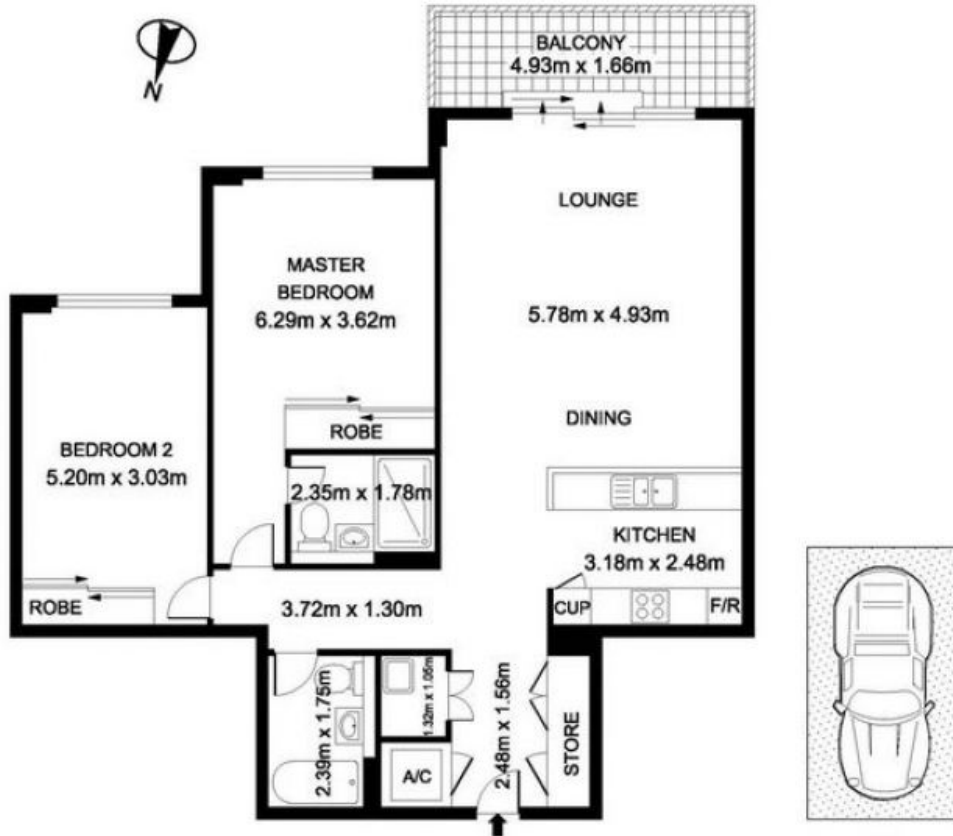 N
BALCONY
4.93m x 1.66m
LOUNGE
MASTER
BEDROOM
6.29m x 3.62m
5.78m x 4.93m
DINING
ROBE
BEDROOM 2
5.20m x 3.03m
2.35m x 1.78m
KITCHEN
3.18m x 2.48m
ROBE
3.72m x 1.30m
CUP
F/R
2.39m x 1.75m
1.32m x 1.05m
2.48m x 1.56m
STORE
A/C